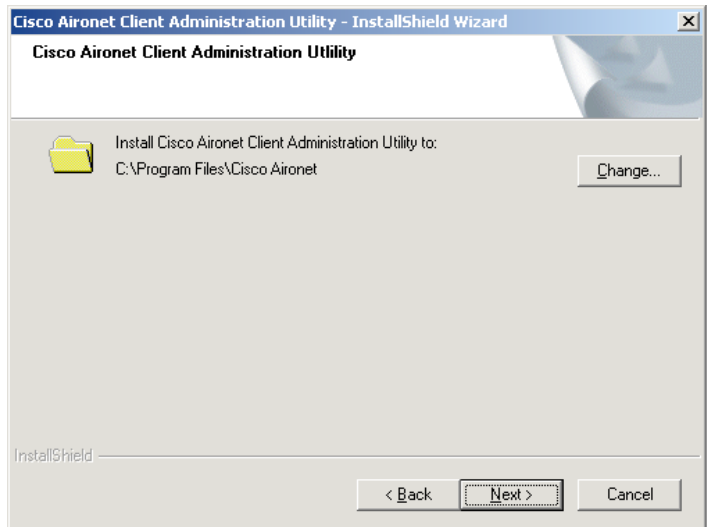 Cisco Aironet Client Administration Utility - InstallShield Wizard
Cisco Aironet Client Administration Utlility
Install Cisco Aironet Client Administration Utility to:
C:\Program Files\Cisco Aironet
Change...
InstallShield
< Back
Next >
Cancel